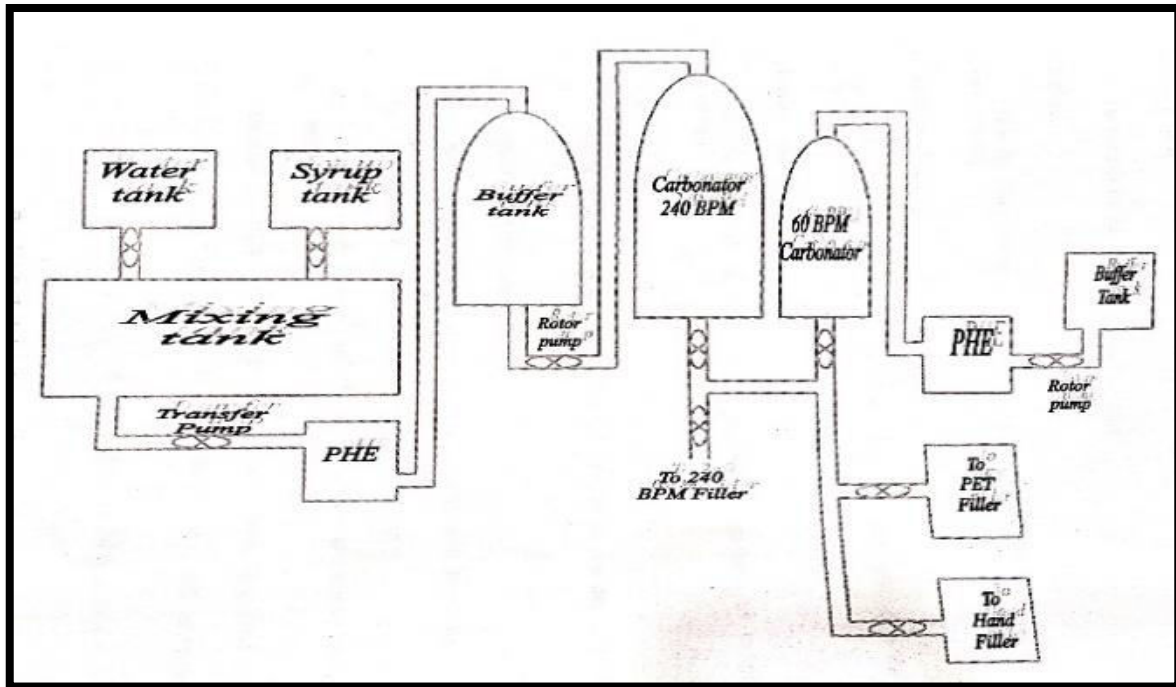 Water
tank
Syrup
tank
Mixing
tank
Transfer
Pump
PHE
Buffer
tank
Rotor
pump
Carbonator
240 BPM
60 BPM
Carbonator
To 240
BPM Filler
PHE
Buffer
Tank
Rotor
pump
To
PET
Filler
To
Hand
Filler